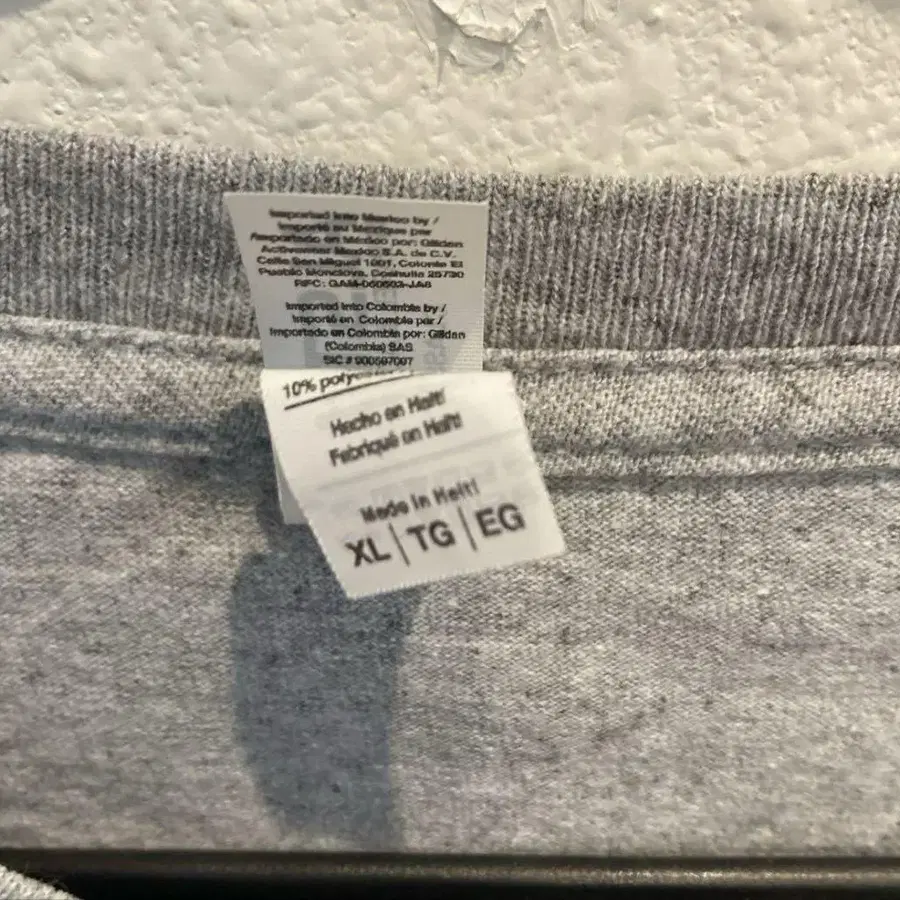 Imported into Mexico by /
Importé au Mexique par
Importado en México por: Gildan
Activewear Mexico S.A. de C.V.
Calle San Miguel 1001, Colonia El
Pueblo Monclova, Coahuila 25730
RFC: GAM-060503-JA8
Imported into Colombia by /
Importé en Colombie par /
Importado en Colombia por: Gildan
(Colombia) SAS
SIC # 900597097
10%
Hecho en Haití
Fabriqué en Haïti
Made in Haiti
XL | TG | EG